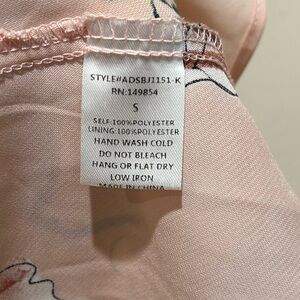 STYLE#ADSBJ1151-K
RN:149854
S
SELF:100%POLYESTER
LINING:100%POLYESTER
HAND WASH COLD
DO NOT BLEACH
HANG OR FLAT DRY
LOW IRON
MADE IN CHINA